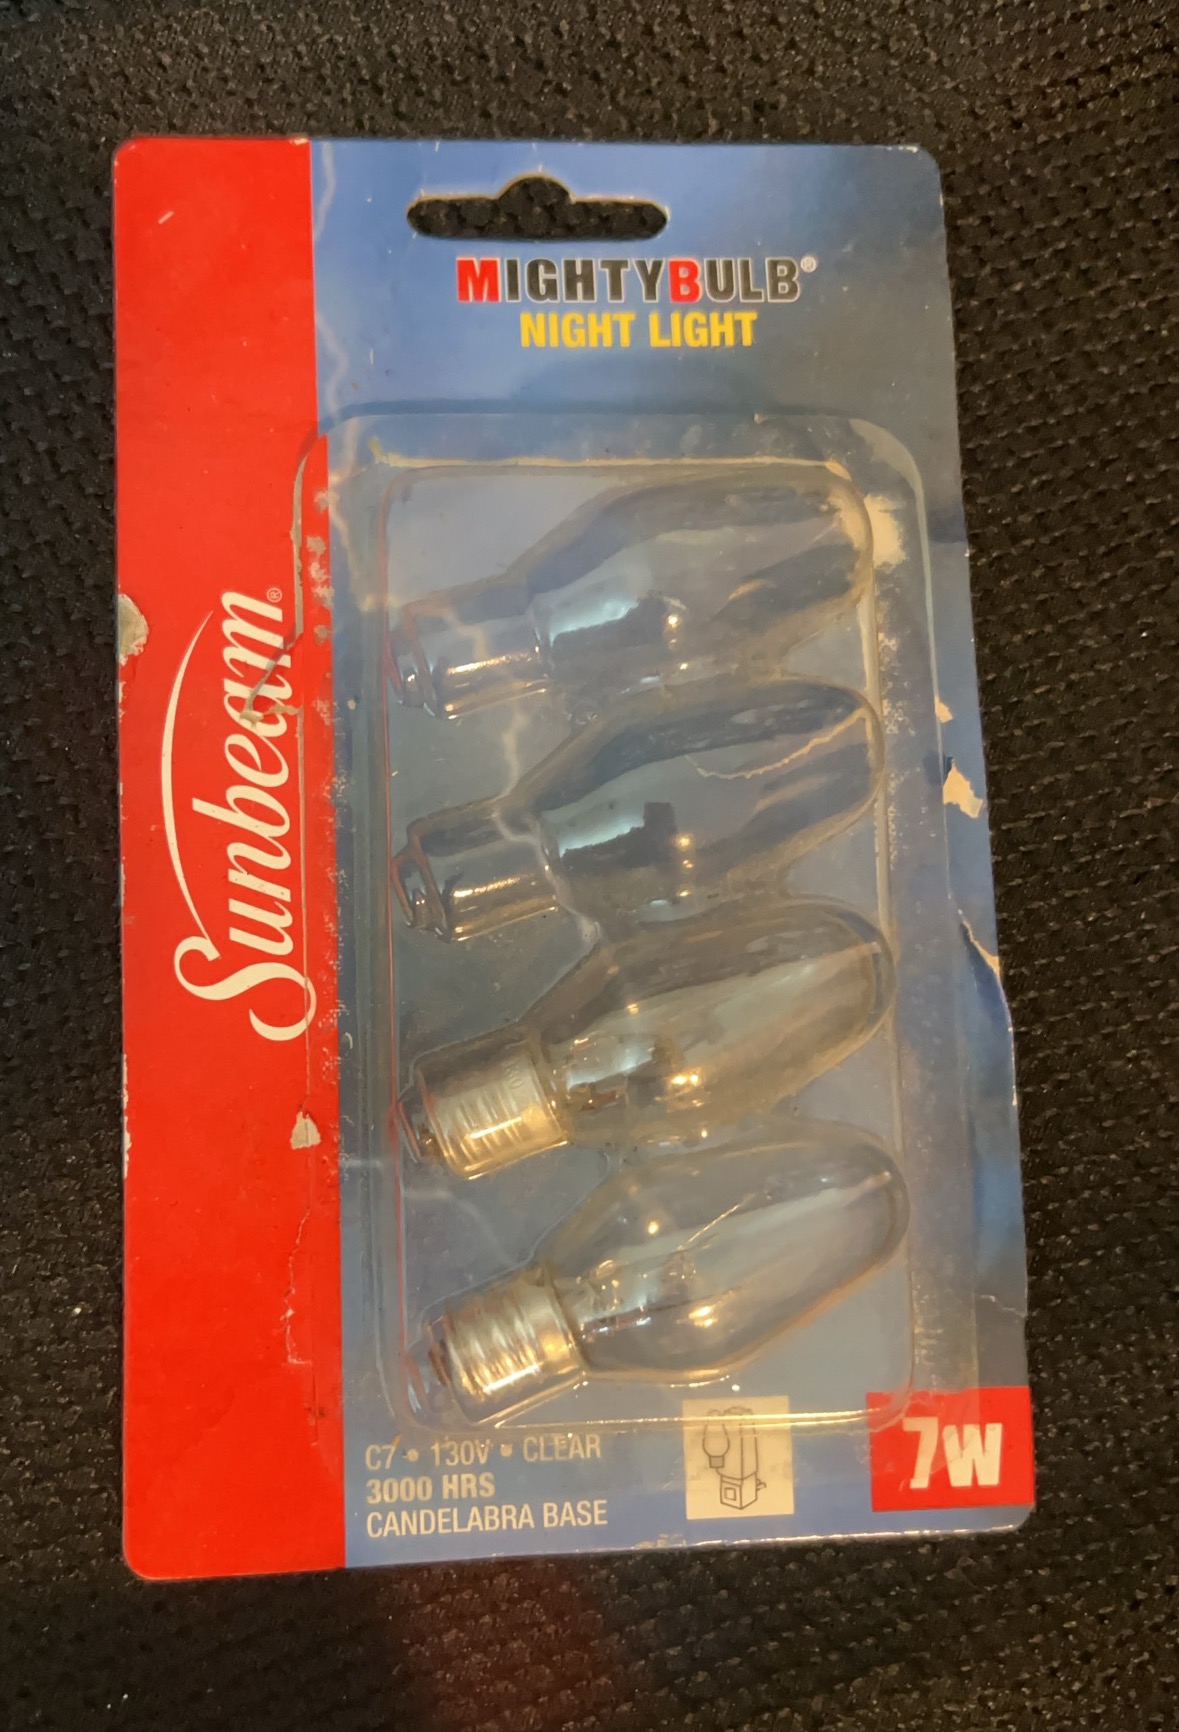 MIGHTYBULB®
NIGHT LIGHT
Sunbeam®
C7 • 130V • CLEAR
3000 HRS
CANDELABRA BASE
7W